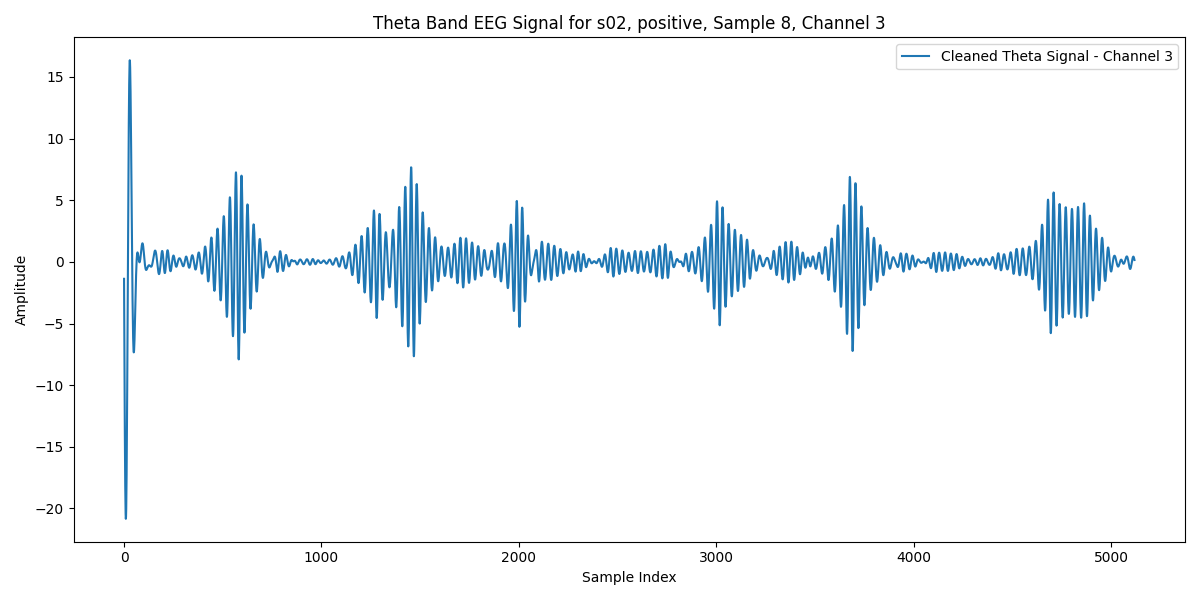 Theta Band EEG Signal for s02, positive, Sample 8, Channel 3
Cleaned Theta Signal - Channel 3
Amplitude
15
10
5
0
−5
−10
−15
−20
0 1000 2000 3000 4000 5000
Sample Index